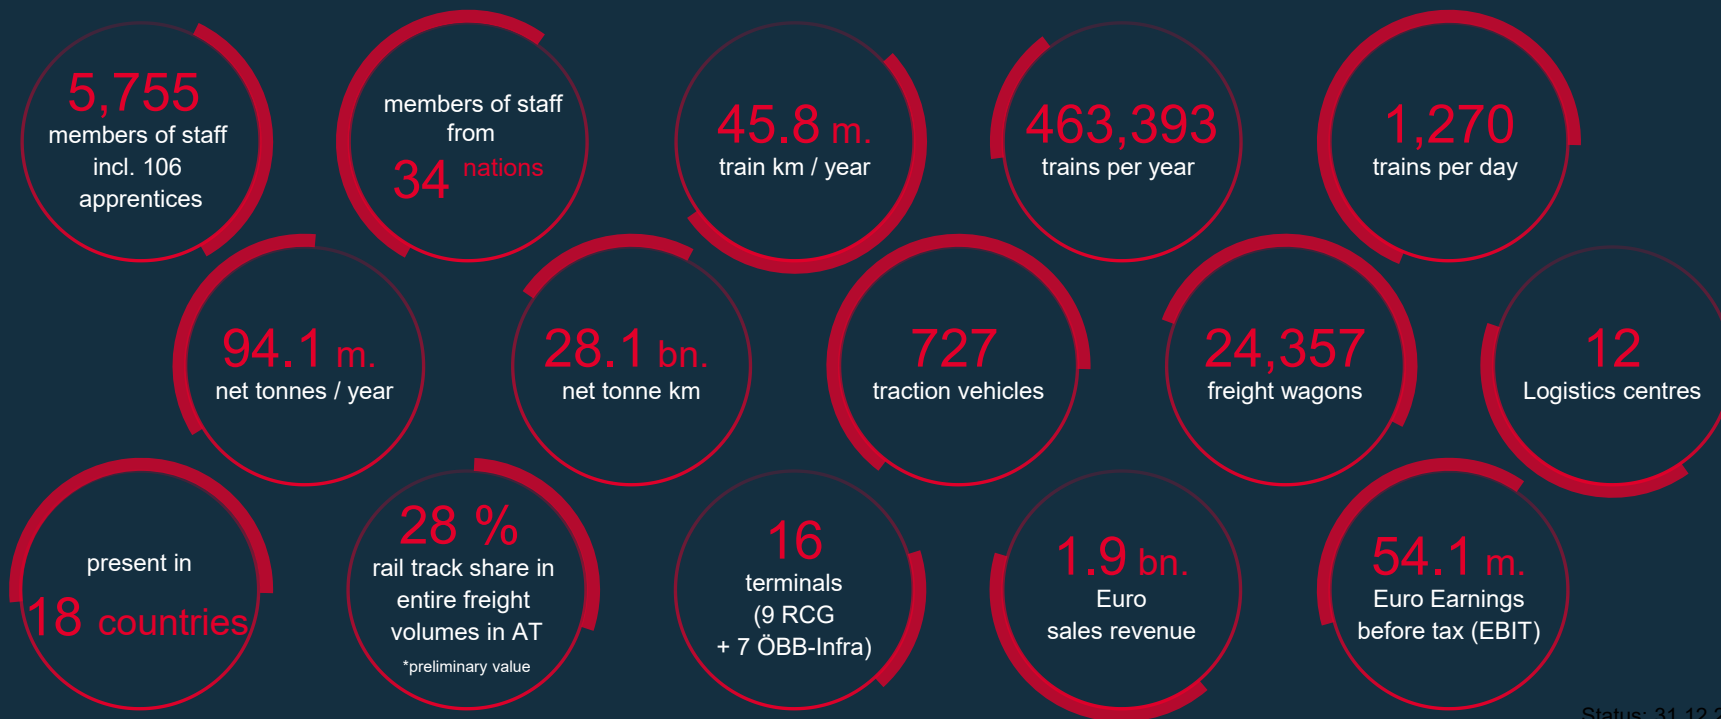 5,755
members of staff
incl. 106
apprentices
members of staff
from
34 nations
45.8 m.
train km / year
463,393
trains per year
1,270
trains per day
94.1 m.
net tonnes / year
28.1 bn.
net tonne km
727
traction vehicles
24,357
freight wagons
12
Logistics centres
present in
18 countries
28 %
rail track share in
entire freight
volumes in AT
*preliminary value
16
terminals
(9 RCG
+ 7 ÖBB-Infra)
1.9 bn.
Euro
sales revenue
54.1 m.
Euro Earnings
before tax (EBIT)
Status: 31.12.2